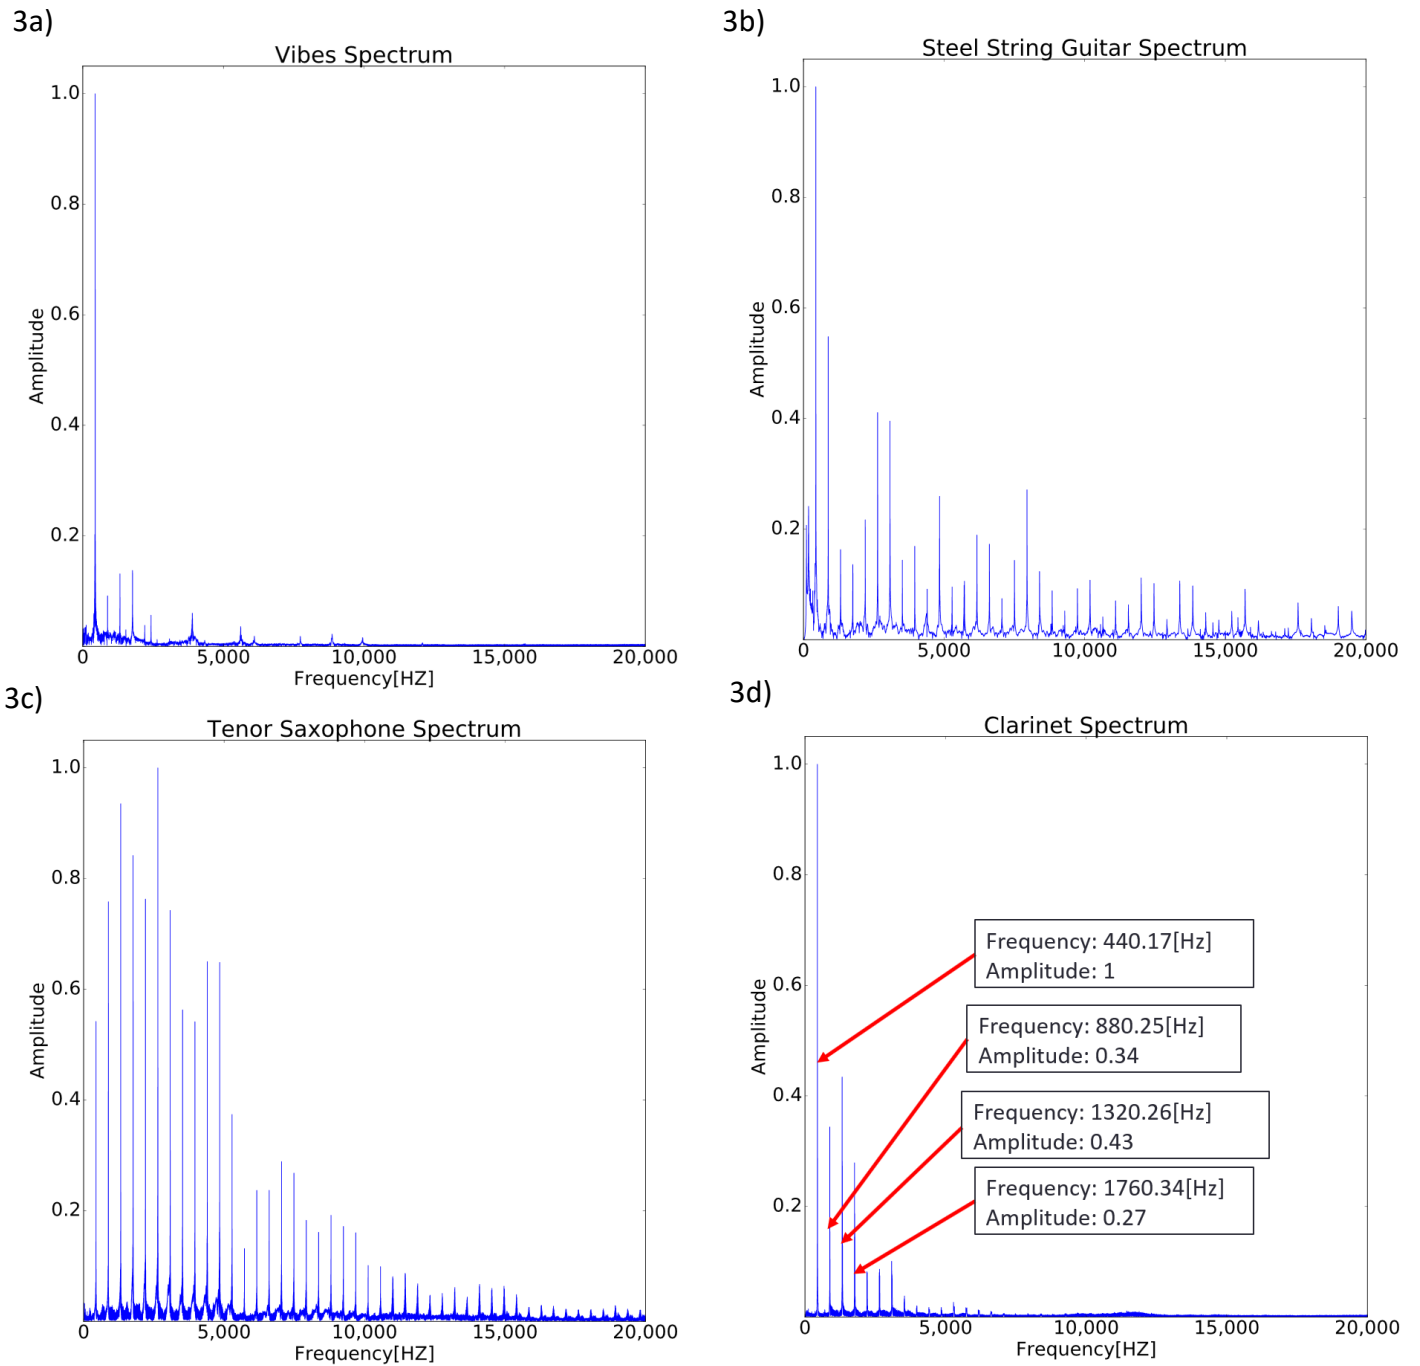 3a)
Vibes Spectrum
1.0
0.8
0.6
0.4
0.2
Amplitude
0 5,000 10,000 15,000 20,000
Frequency[HZ]
3b)
Steel String Guitar Spectrum
1.0
0.8
0.6
0.4
0.2
Amplitude
0 5,000 10,000 15,000 20,000
Frequency[HZ]
3c)
Tenor Saxophone Spectrum
1.0
0.8
0.6
0.4
0.2
Amplitude
0 5,000 10,000 15,000 20,000
Frequency[HZ]
3d)
Clarinet Spectrum
1.0
0.8
0.6
0.4
0.2
Amplitude
Frequency: 440.17[Hz]
Amplitude: 1
Frequency: 880.25[Hz]
Amplitude: 0.34
Frequency: 1320.26[Hz]
Amplitude: 0.43
Frequency: 1760.34[Hz]
Amplitude: 0.27
0 5,000 10,000 15,000 20,000
Frequency[HZ]